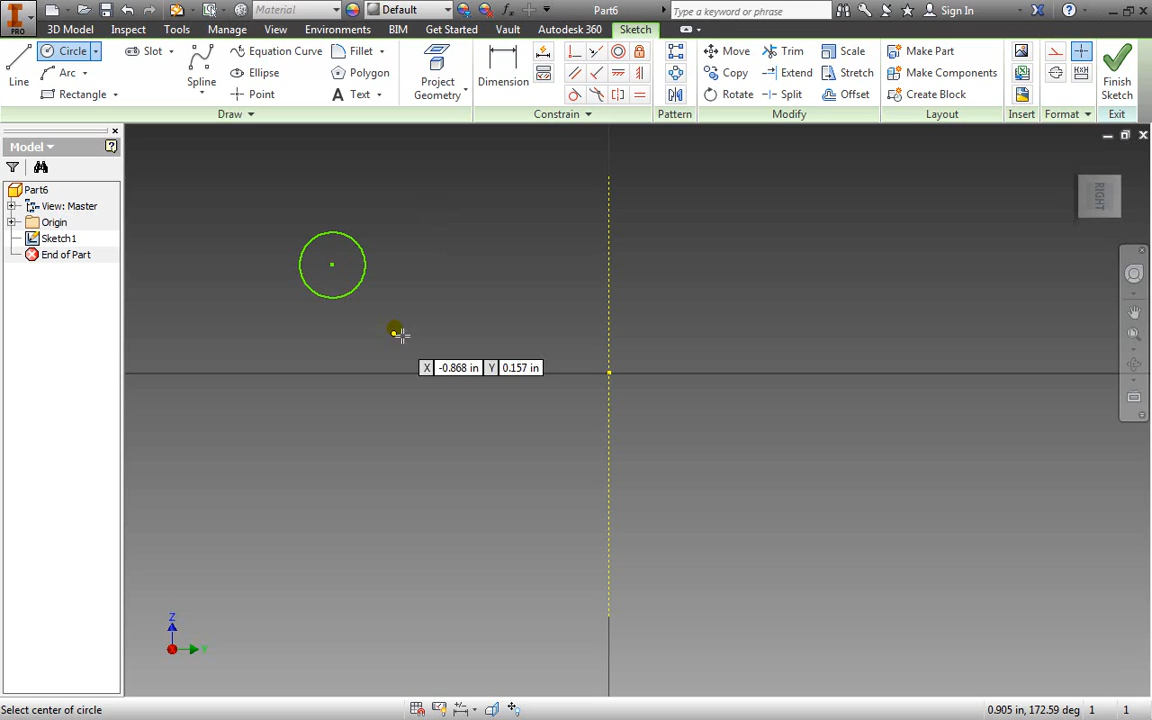 Material
Default
Part6
Type a keyword or phrase
Sign In
PRO
3D Model
Inspect
Tools
Manage
View
Environments
BIM
Get Started
Vault
Autodesk 360
Sketch
Line
Circle
Arc
Rectangle
Slot
Spline
Equation Curve
Ellipse
Point
Fillet
Polygon
Text
Project
Geometry
Dimension
Move
Copy
Rotate
Trim
Extend
Split
Scale
Stretch
Offset
Make Part
Make Components
Create Block
Finish
Sketch
Draw
Constrain
Pattern
Modify
Layout
Insert
Format
Exit
Model
Part6
View: Master
Origin
Sketch1
End of Part
RIGHT
X -0.868 in Y 0.157 in
Z
Y
Select center of circle
0.905 in, 172.59 deg 1 1